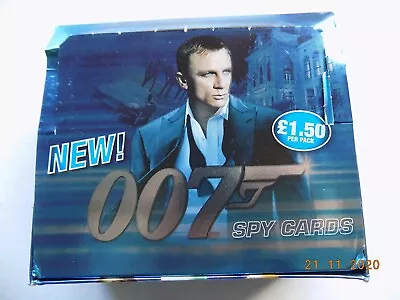 £1.50
PER PACK
NEW!
007
SPY CARDS
21 11 2020